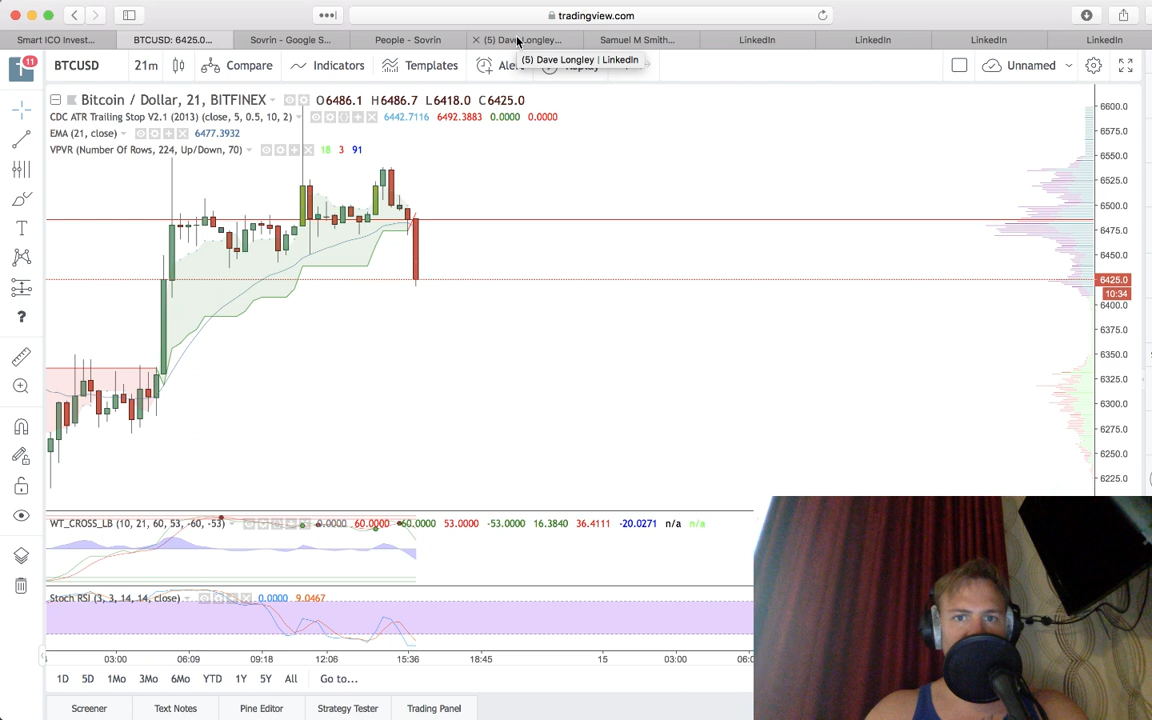 tradingview.com
Smart ICO Invest... BTCUSD: 6425.0... Sovrin - Google S... People - Sovrin (5) Dave Longley... Samuel M Smith... LinkedIn LinkedIn LinkedIn LinkedIn
(5) Dave Longley | LinkedIn
T 11 BTCUSD 21m Compare Indicators Templates Alert Replay Unnamed
Bitcoin / Dollar, 21, BITFINEX O6486.1 H6486.7 L6418.0 C6425.0
CDC ATR Trailing Stop V2.1 (2013) (close, 5, 0.5, 10, 2) 6442.7116 6492.3883 0.0000 0.0000
EMA (21, close) 6477.3932
VPVR (Number Of Rows, 224, Up/Down, 70) 18 3 91
6600.0
6575.0
6550.0
6525.0
6500.0
6475.0
6450.0
6425.0
10:34
6400.0
6375.0
6350.0
6325.0
6300.0
6275.0
6250.0
6225.0
WT_CROSS_LB (10, 21, 60, 53, -60, -53) 0.0000 60.0000 -60.0000 53.0000 -53.0000 16.3840 36.4111 -20.0271 n/a n/a
Stoch RSI (3, 3, 14, 14, close) 0.0000 9.0467
03:00 06:09 09:18 12:06 15:36 18:45 15 03:00
1D 5D 1Mo 3Mo 6Mo YTD 1Y 5Y All Go to...
Screener Text Notes Pine Editor Strategy Tester Trading Panel